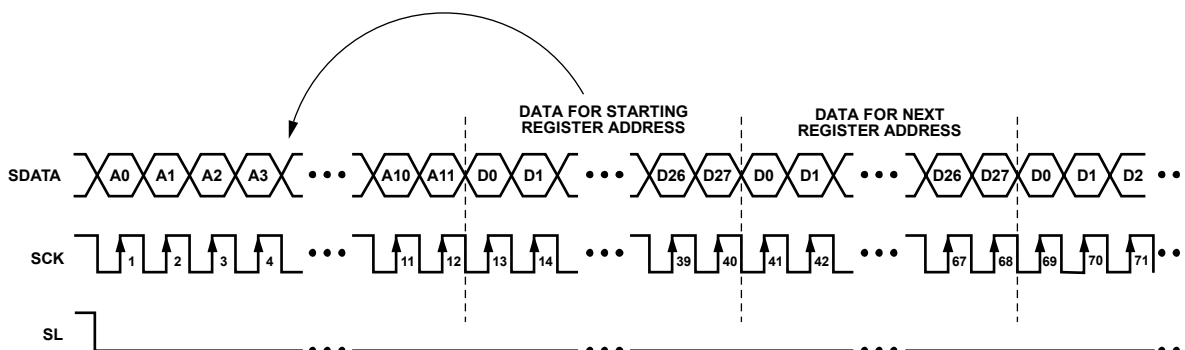 DATA FOR STARTING
REGISTER ADDRESS
DATA FOR NEXT
REGISTER ADDRESS
SDATA A0 A1 A2 A3 ••• A10 A11 D0 D1 ••• D26 D27 D0 D1 ••• D26 D27 D0 D1 D2 ••
SCK 1 2 3 4 ••• 11 12 13 14 ••• 39 40 41 42 ••• 67 68 69 70 71 ••
SL ••• ••• ••• ••